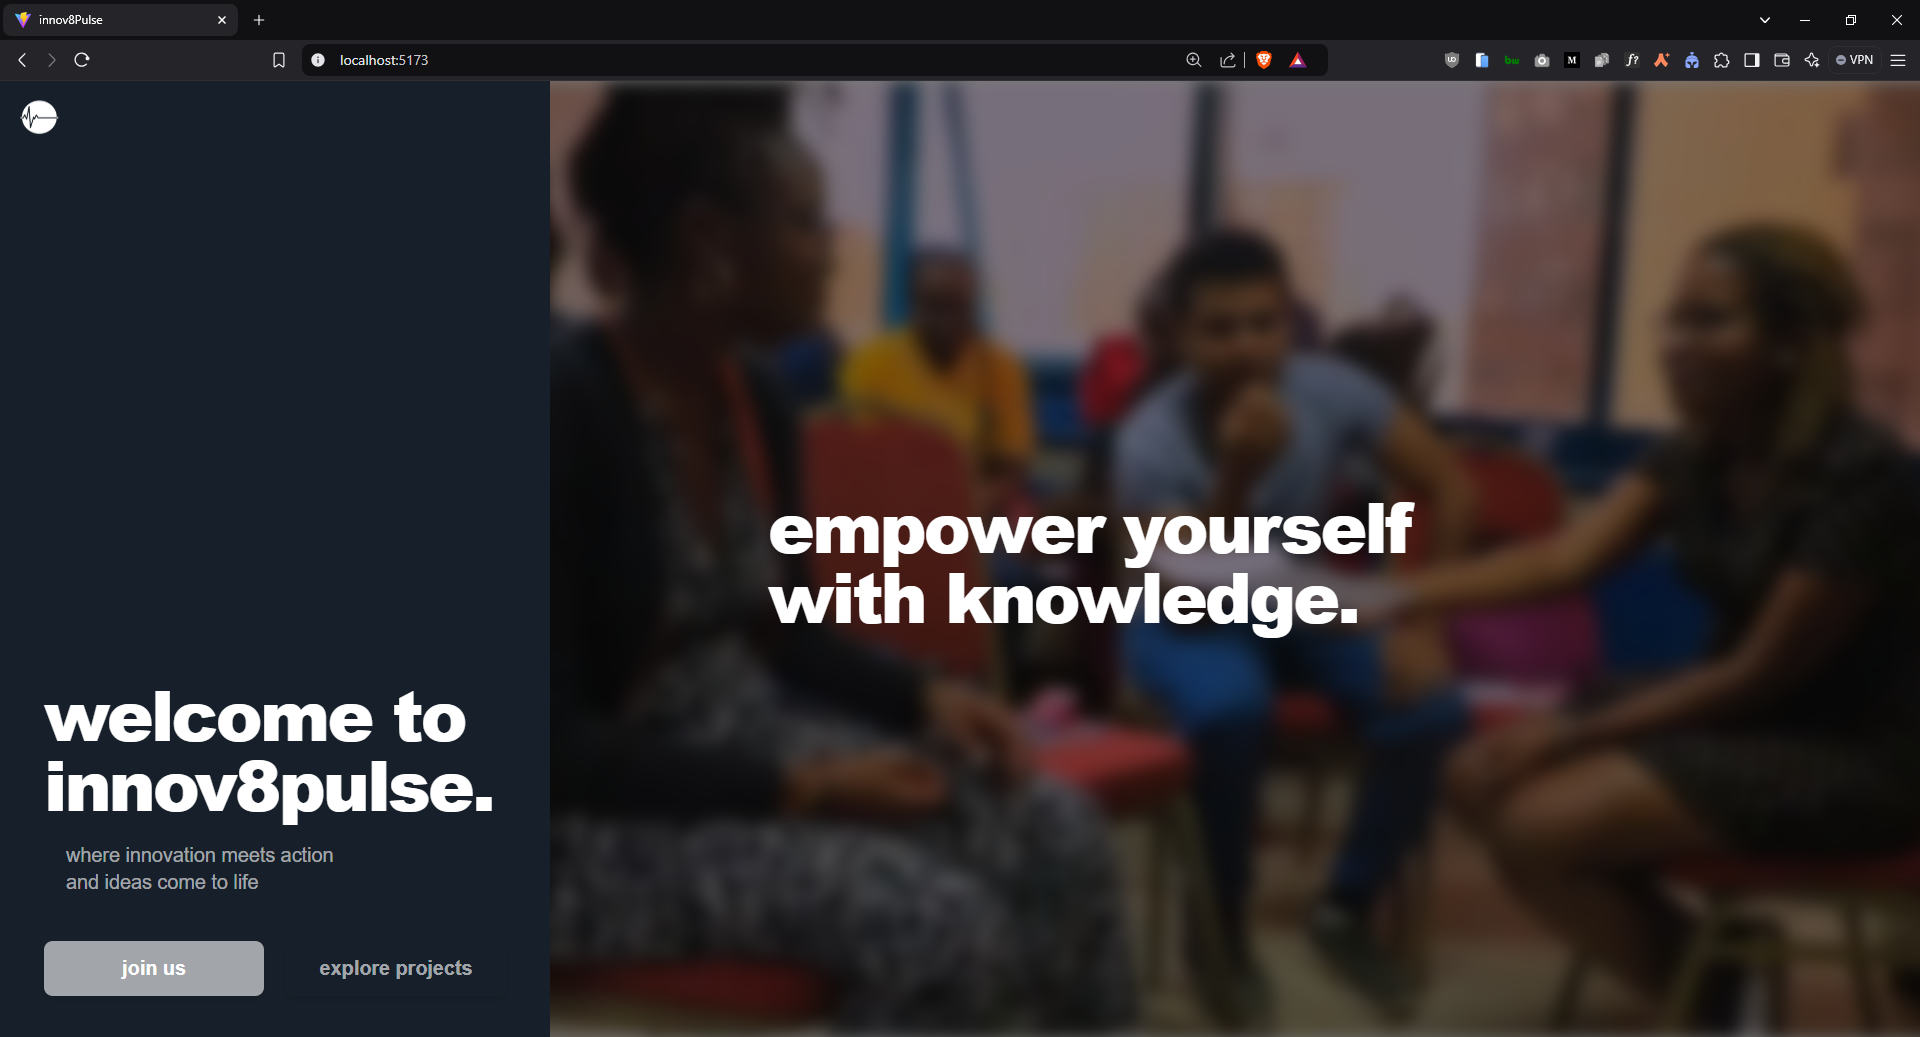 innov8Pulse
localhost:5173
VPN
welcome to
innov8pulse.
where innovation meets action
and ideas come to life
join us
explore projects
empower yourself
with knowledge.